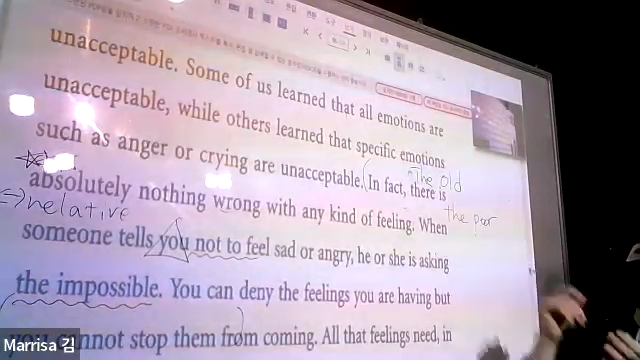 unacceptable. Some of us learned that all emotions are
unacceptable, while others learned that specific emotions
such as anger or crying are unacceptable. In fact, there is
The old
absolutely nothing wrong with any kind of feeling. When
⇒relative
the poor
someone tells you not to feel sad or angry, he or she is asking
the impossible. You can deny the feelings you are having but
you cannot stop them from coming. All that feelings need, in
Marrisa 김